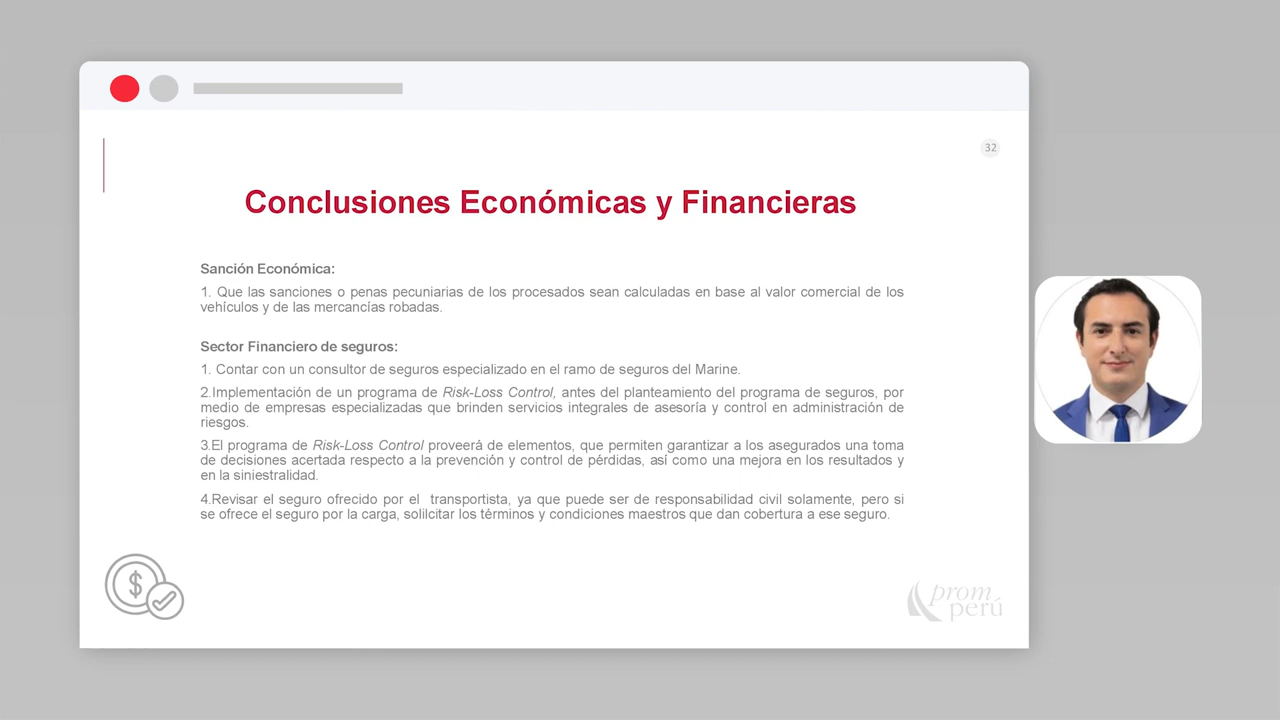 32
Conclusiones Económicas y Financieras
Sanción Económica:
1. Que las sanciones o penas pecuniarias de los procesados sean calculadas en base al valor comercial de los
vehículos y de las mercancías robadas.
Sector Financiero de seguros:
1. Contar con un consultor de seguros especializado en el ramo de seguros del Marine.
2.Implementación de un programa de Risk-Loss Control, antes del planteamiento del programa de seguros, por
medio de empresas especializadas que brinden servicios integrales de asesoría y control en administración de
riesgos.
3.El programa de Risk-Loss Control proveerá de elementos, que permiten garantizar a los asegurados una toma
de decisiones acertada respecto a la prevención y control de pérdidas, así como una mejora en los resultados y
en la siniestralidad.
4.Revisar el seguro ofrecido por el transportista, ya que puede ser de responsabilidad civil solamente, pero si
se ofrece el seguro por la carga, solilcitar los términos y condiciones maestros que dan cobertura a ese seguro.
$
prom
perú